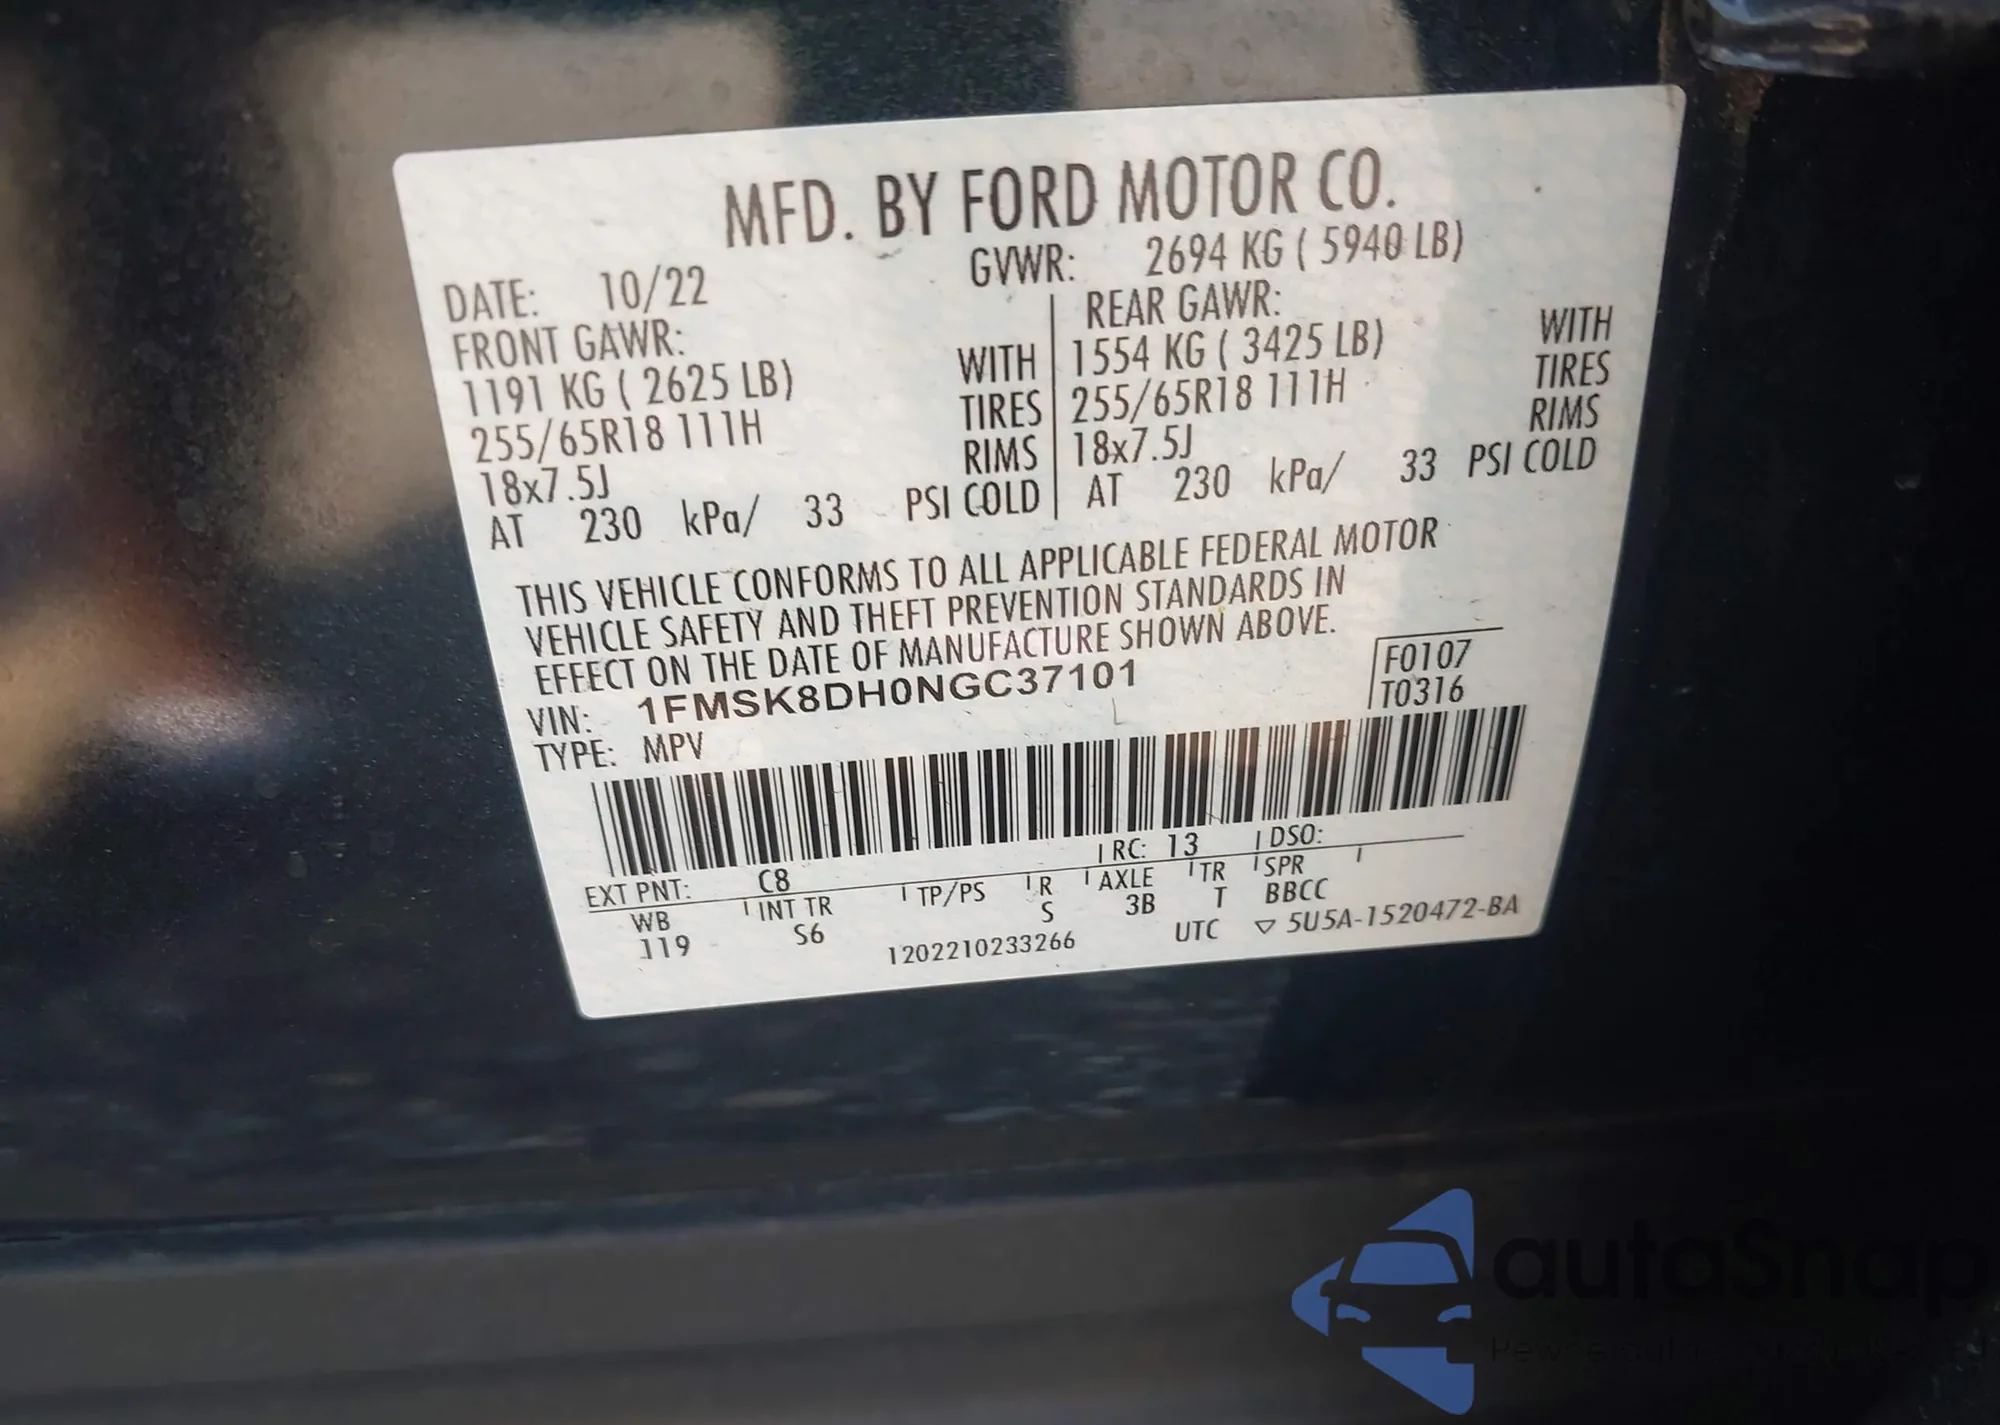 MFD. BY FORD MOTOR CO.
DATE: 10/22 GVWR: 2694 KG ( 5940 LB)
FRONT GAWR: REAR GAWR:
1191 KG ( 2625 LB) WITH 1554 KG ( 3425 LB) WITH
255/65R18 111H TIRES 255/65R18 111H TIRES
18x7.5J RIMS 18x7.5J RIMS
AT 230 kPa/ 33 PSI COLD AT 230 kPa/ 33 PSI COLD
THIS VEHICLE CONFORMS TO ALL APPLICABLE FEDERAL MOTOR
VEHICLE SAFETY AND THEFT PREVENTION STANDARDS IN
EFFECT ON THE DATE OF MANUFACTURE SHOWN ABOVE.
VIN: 1FMSK8DH0NGC37101 F0107
TYPE: MPV T0316
EXT PNT: C8 RC: 13 DSO:
WB INT TR TP/PS R AXLE TR SPR
119 S6 S 3B T BBCC
1202210233266 UTC ▽ 5U5A-1520472-BA
autoSnap